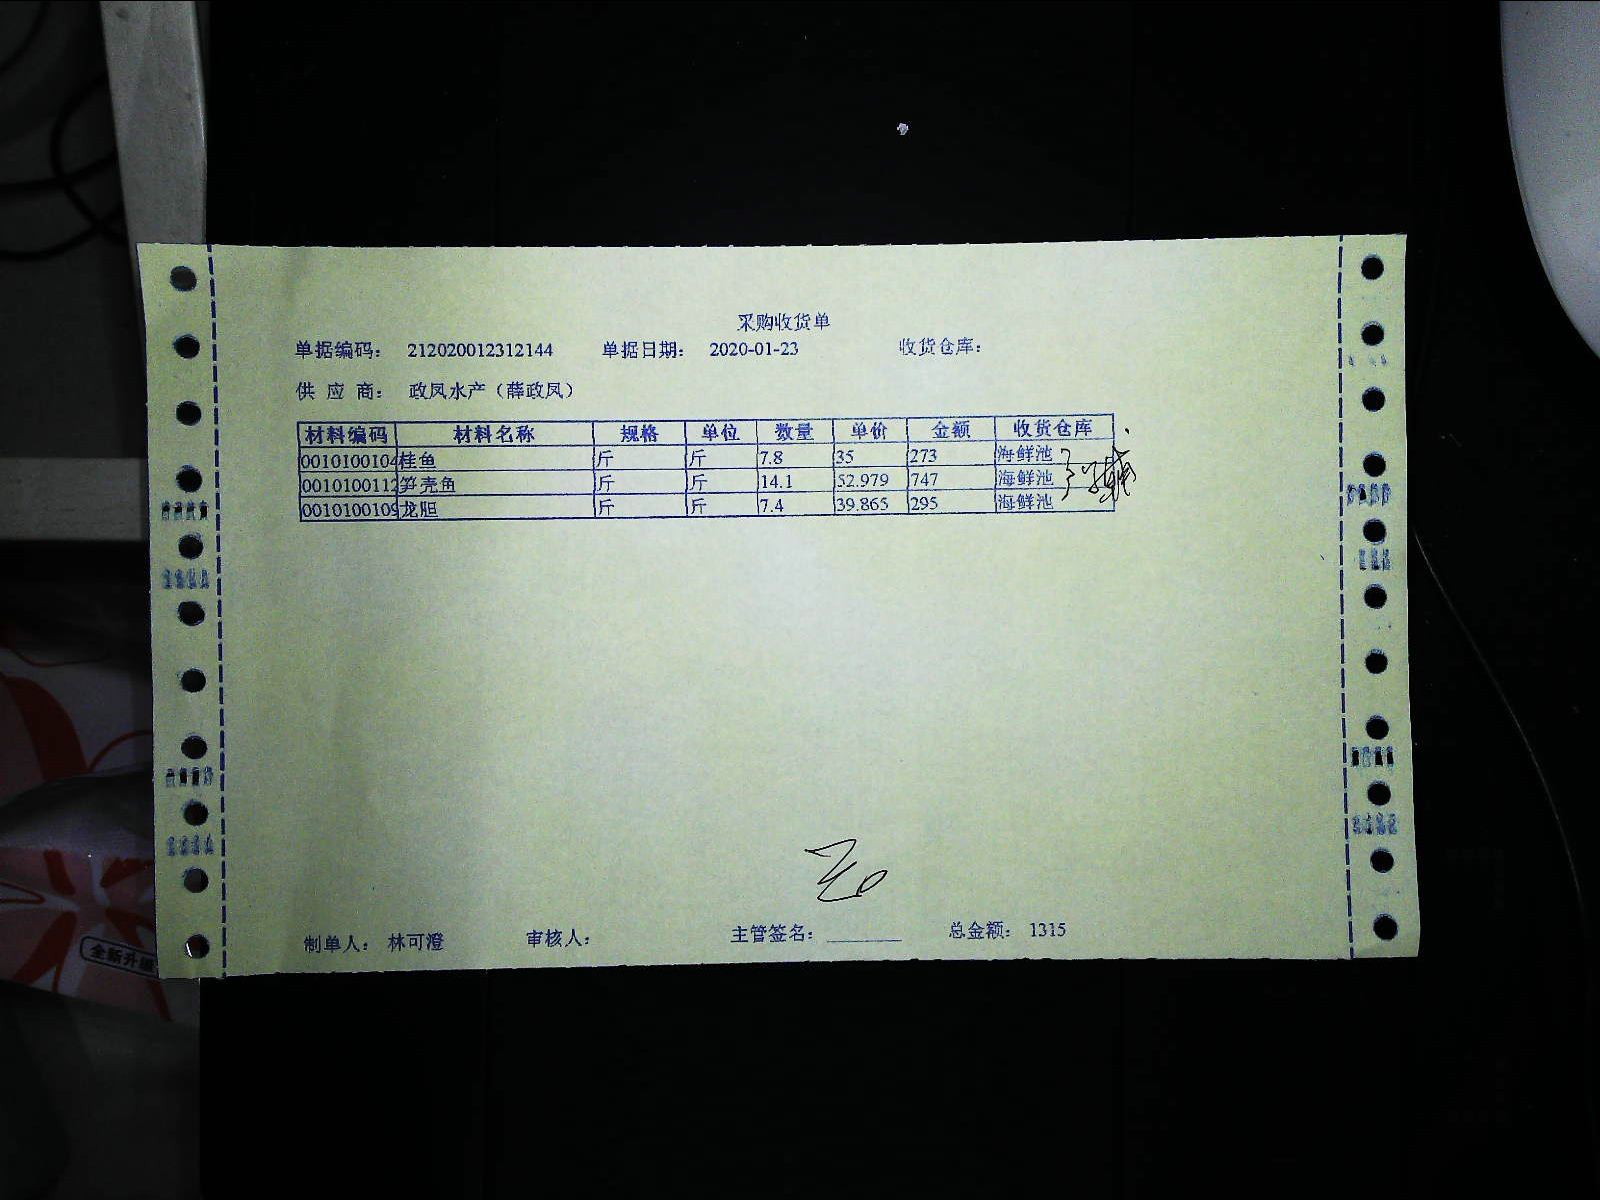 采购收货单
单据编码： 212020012312144 单据日期： 2020-01-23 收货仓库：
供 应 商： 政凤水产（薛政凤）
材料编码 材料名称 规格 单位 数量 单价 金额 收货仓库
0010100104 桂鱼 斤 斤 7.8 35 273 海鲜池
0010100112 笋壳鱼 斤 斤 14.1 52.979 747 海鲜池
0010100109 龙胆 斤 斤 7.4 39.865 295 海鲜池
制单人： 林可澄 审核人： 主管签名： 总金额： 1315
全新升级